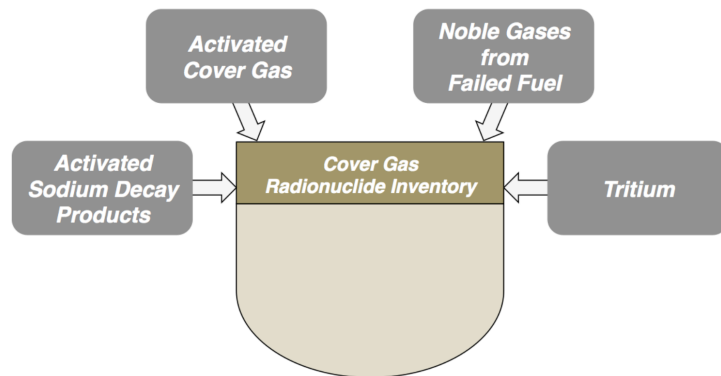 Activated
Cover Gas
Noble Gases
from
Failed Fuel
Activated
Sodium Decay
Products
Cover Gas
Radionuclide Inventory
Tritium